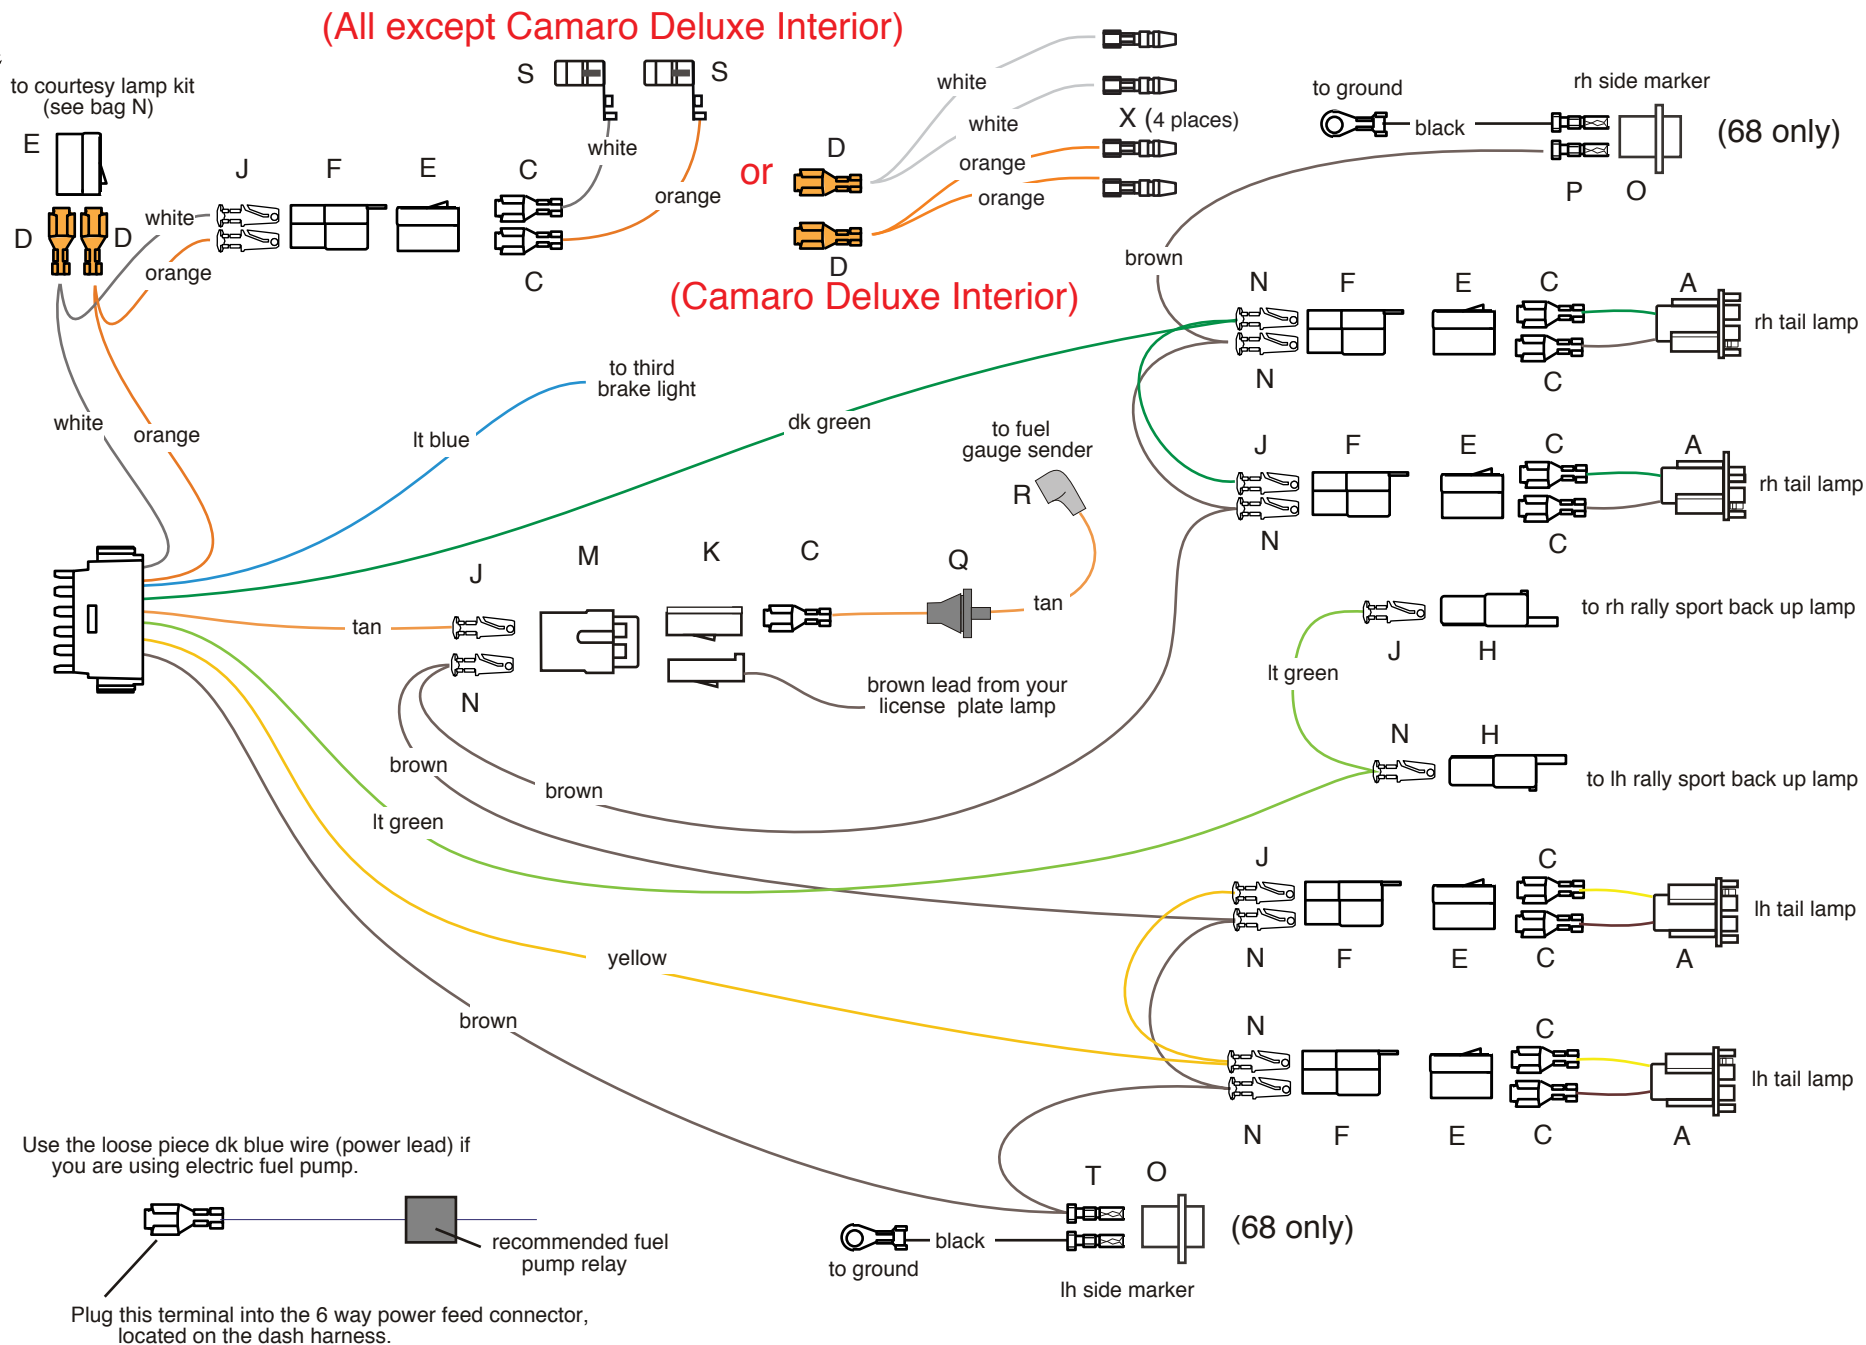 (All except Camaro Deluxe Interior)
to courtesy lamp kit
(see bag N)
E
D
D
J
F
E
C
C
S
S
white
orange
white
orange
white
orange
or
D
D
white
white
orange
orange
X (4 places)
(Camaro Deluxe Interior)
to ground
black
rh side marker
P
O
(68 only)
brown
N
N
F
E
C
C
A
rh tail lamp
to third
brake light
lt blue
dk green
to fuel
gauge sender
R
J
N
F
E
C
C
A
rh tail lamp
J
N
M
K
C
Q
tan
tan
brown lead from your
license plate lamp
J
H
to rh rally sport back up lamp
lt green
N
H
to lh rally sport back up lamp
brown
brown
lt green
J
N
F
E
C
C
A
lh tail lamp
yellow
brown
N
N
F
E
C
C
A
lh tail lamp
T
O
(68 only)
black
to ground
lh side marker
Use the loose piece dk blue wire (power lead) if
you are using electric fuel pump.
recommended fuel
pump relay
Plug this terminal into the 6 way power feed connector,
located on the dash harness.